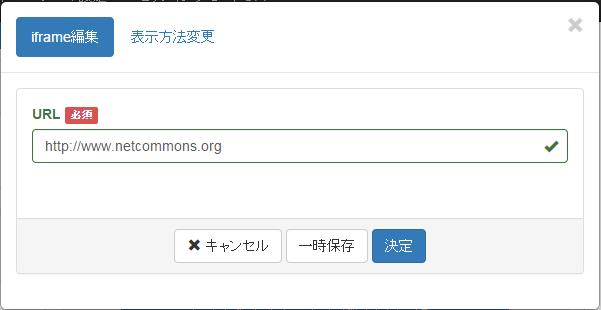 iframe編集 表示方法変更
URL 必須
http://www.netcommons.org
キャンセル 一時保存 決定